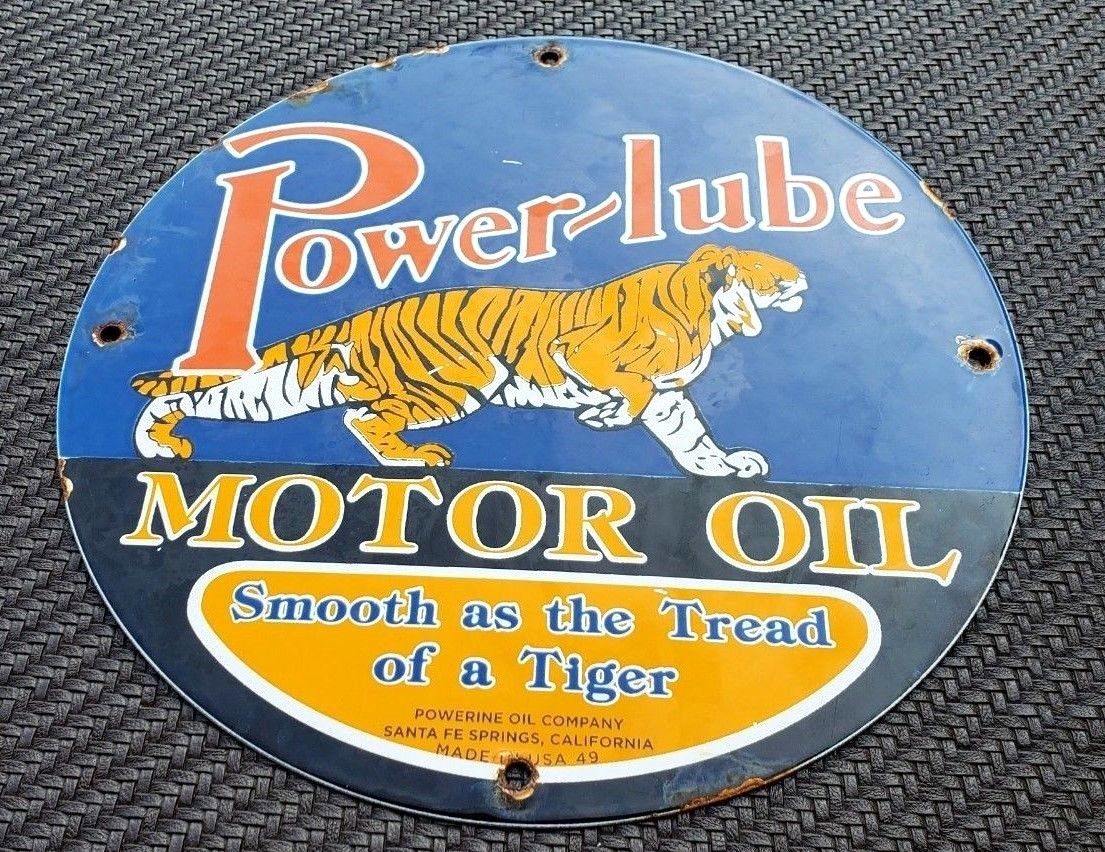 Power-lube
MOTOR OIL
Smooth as the Tread
of a Tiger
POWERINE OIL COMPANY
SANTA FE SPRINGS, CALIFORNIA
MADE USA 49